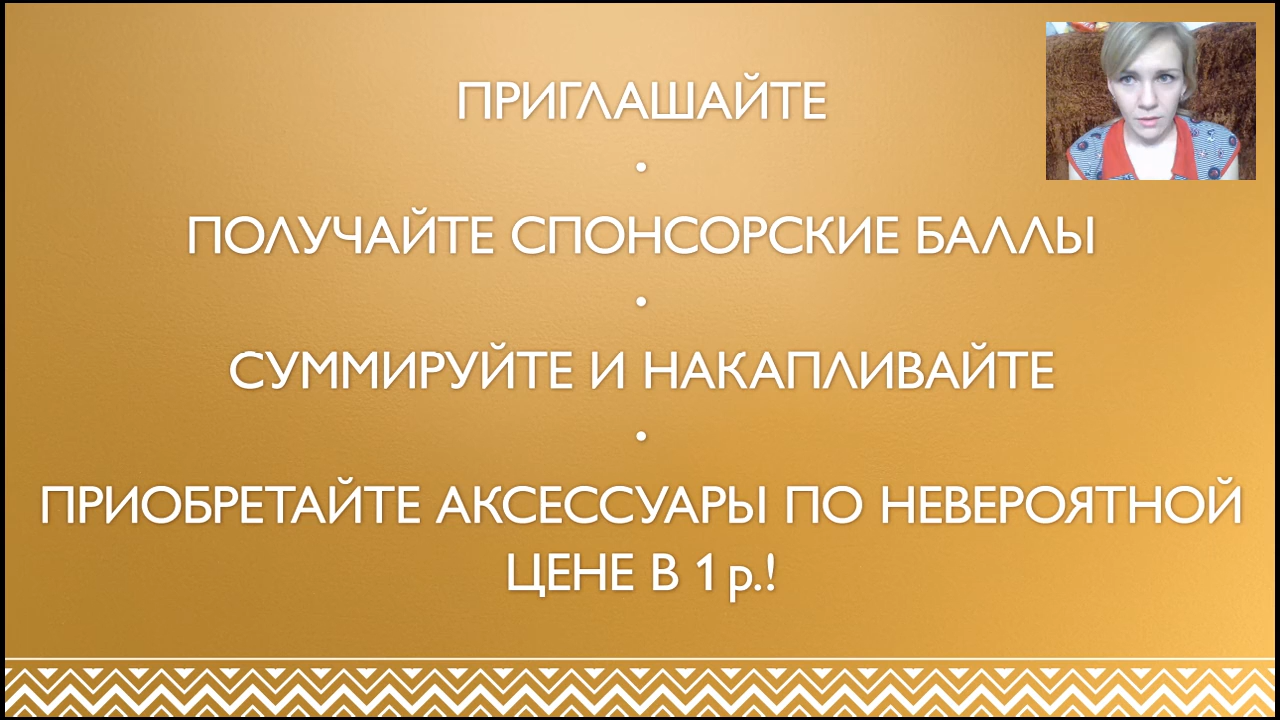 ПРИГЛАШАЙТЕ
•
ПОЛУЧАЙТЕ СПОНСОРСКИЕ БАЛЛЫ
•
СУММИРУЙТЕ И НАКАПЛИВАЙТЕ
•
ПРИОБРЕТАЙТЕ АКСЕССУАРЫ ПО НЕВЕРОЯТНОЙ
ЦЕНЕ В 1 р.!